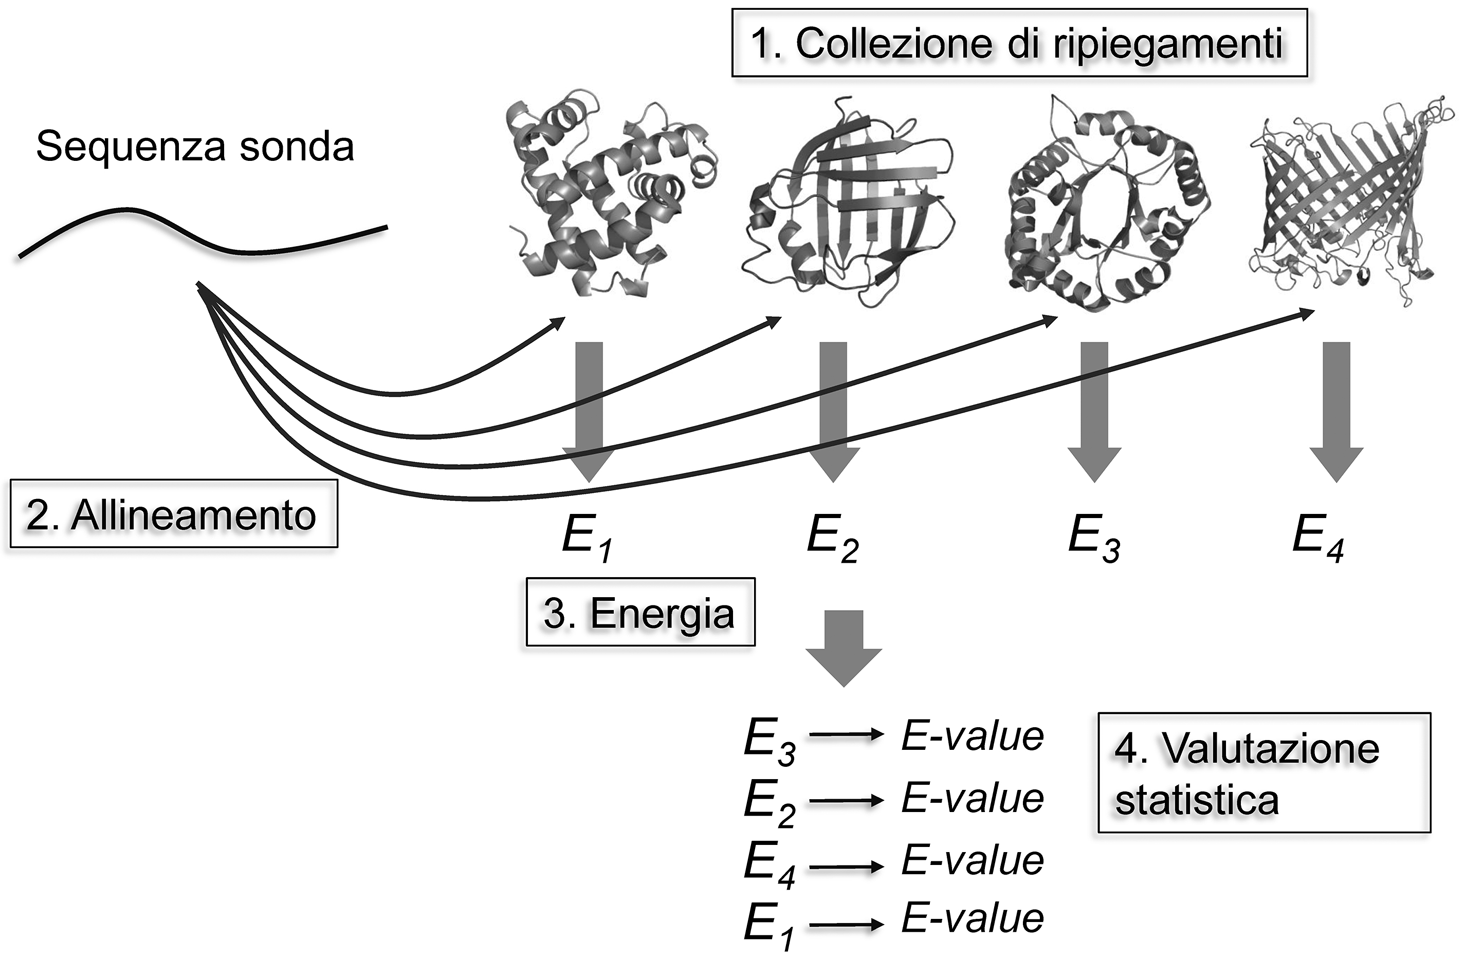 1. Collezione di ripiegamenti
Sequenza sonda
2. Allineamento
E1
E2
E3
E4
3. Energia
E3 E-value
E2 E-value
E4 E-value
E1 E-value
4. Valutazione
statistica